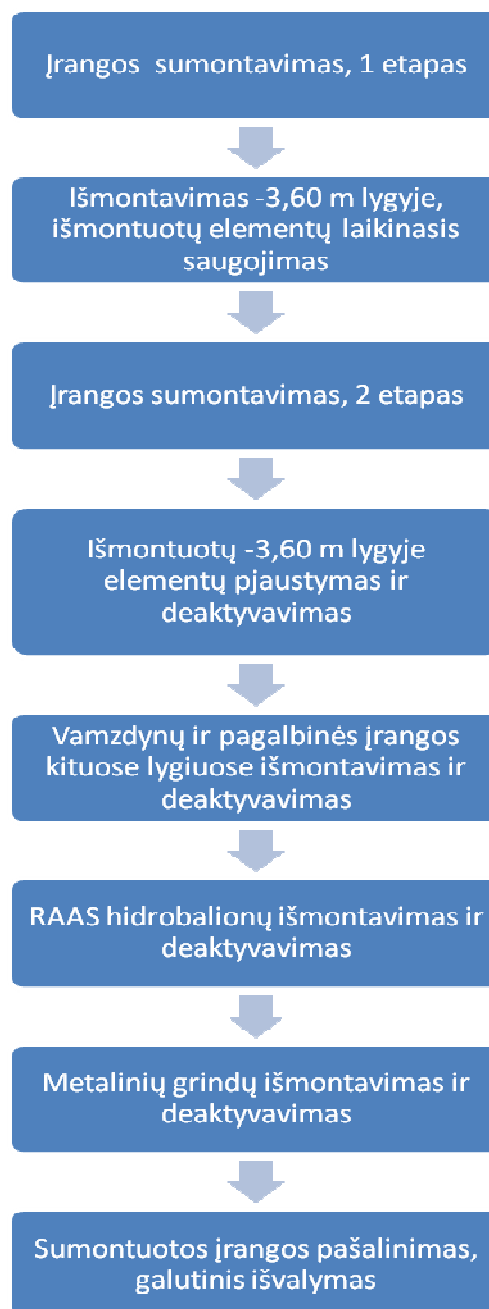 Įrangos sumontavimas, 1 etapas
Išmontavimas -3,60 m lygyje,
išmontuotų elementų laikinasis
saugojimas
Įrangos sumontavimas, 2 etapas
Išmontuotų -3,60 m lygyje
elementų pjaustymas ir
deaktyvavimas
Vamzdynų ir pagalbinės įrangos
kituose lygiuose išmontavimas ir
deaktyvavimas
RAAS hidrobalionų išmontavimas ir
deaktyvavimas
Metalinių grindų išmontavimas ir
deaktyvavimas
Sumontuotos įrangos pašalinimas,
galutinis išvalymas